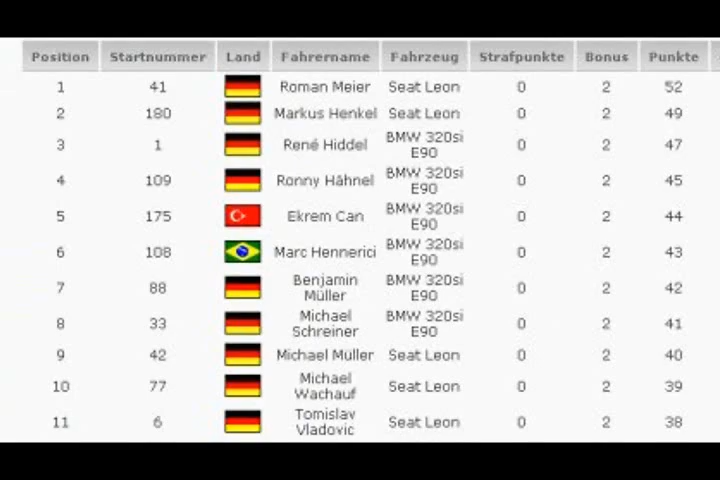 Position Startnummer Land Fahrername Fahrzeug Strafpunkte Bonus Punkte
1 41 Roman Meier Seat Leon 0 2 52
2 180 Markus Henkel Seat Leon 0 2 49
3 1 René Hiddel BMW 320si E90 0 2 47
4 109 Ronny Hähnel BMW 320si E90 0 2 45
5 175 Ekrem Can BMW 320si E90 0 2 44
6 108 Marc Hennerici BMW 320si E90 0 2 43
7 88 Benjamin Müller BMW 320si E90 0 2 42
8 33 Michael Schreiner BMW 320si E90 0 2 41
9 42 Michael Müller Seat Leon 0 2 40
10 77 Michael Wachauf Seat Leon 0 2 39
11 6 Tomislav Vladovic Seat Leon 0 2 38